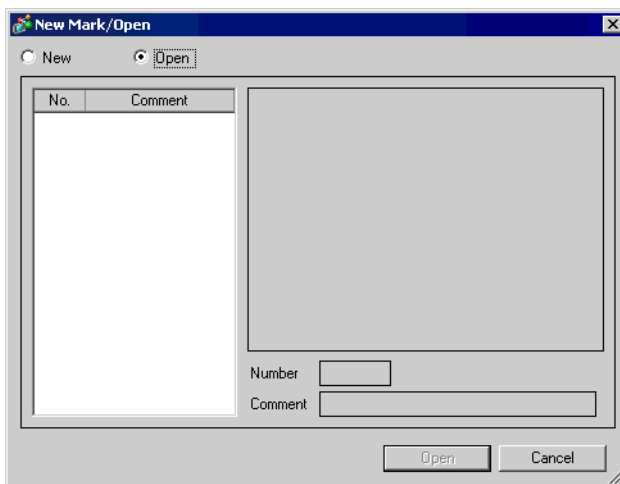 New Mark/Open
New Open
No. Comment
Number
Comment
Open Cancel